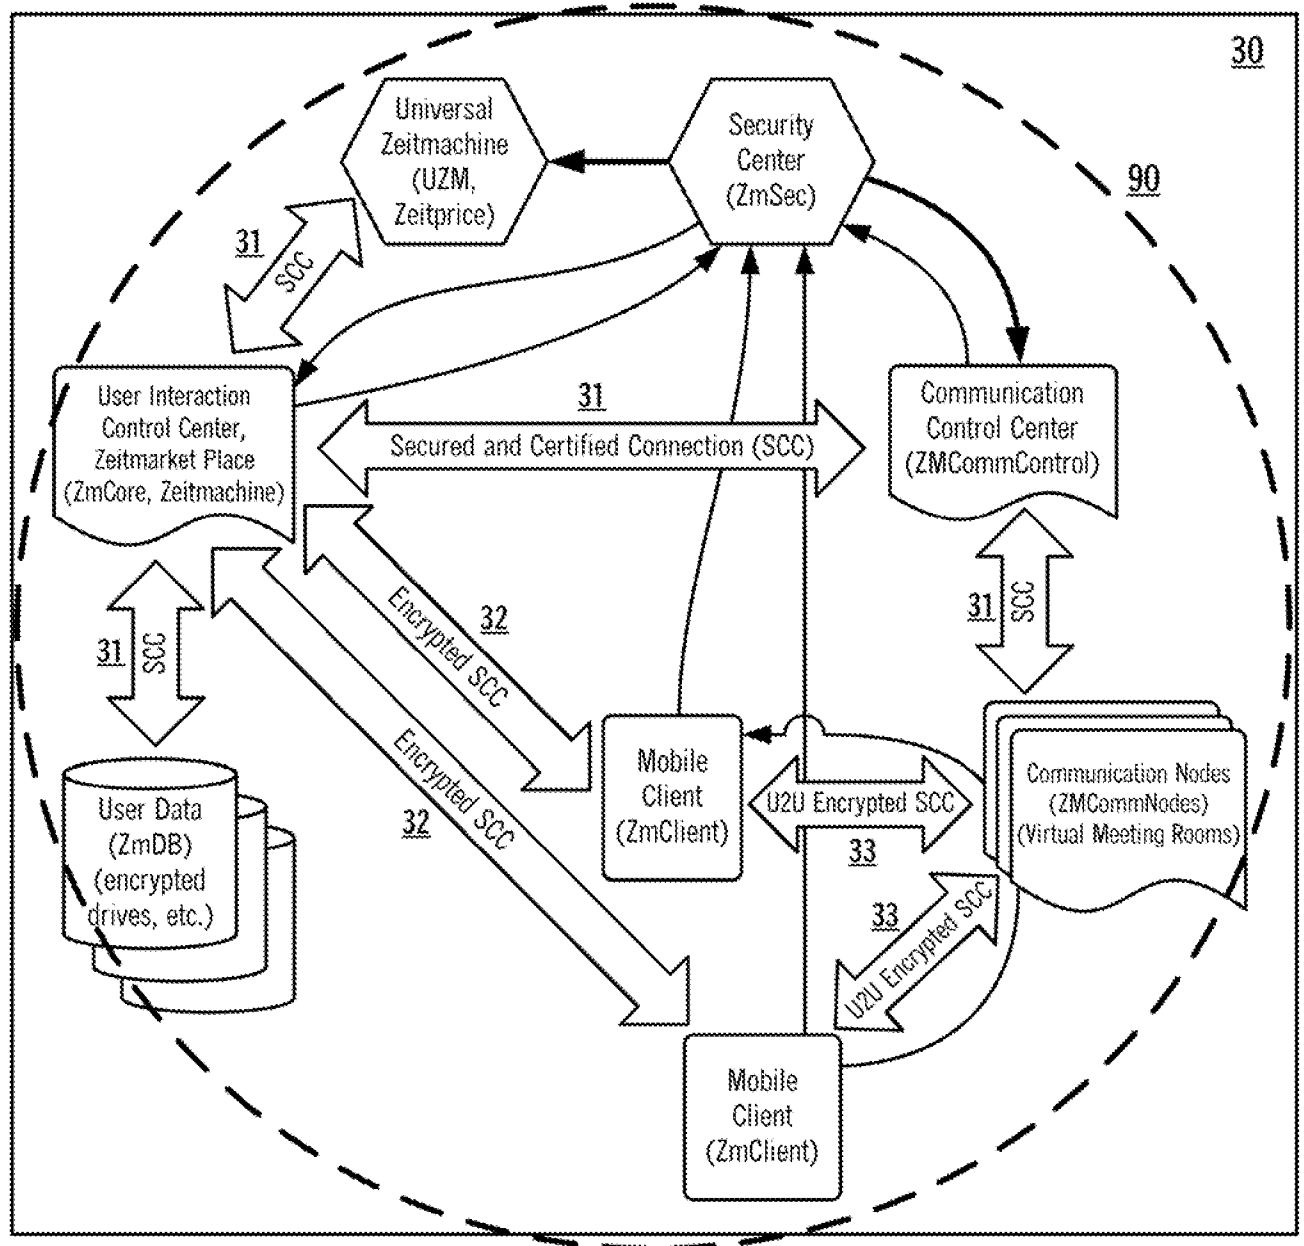 30
Universal
Zeitmachine
(UZM,
Zeitprice)
Security
Center
(ZmSec)
90
31
SCC
User Interaction
Control Center,
Zeitmarket Place
(ZmCore, Zeitmachine)
31
Secured and Certified Connection (SCC)
Communication
Control Center
(ZMCommControl)
31
SCC
31
SCC
32
Encrypted SCC
Encrypted SCC
32
User Data
(ZmDB)
(encrypted
drives, etc.)
Mobile
Client
(ZmClient)
U2U Encrypted SCC
33
Communication Nodes
(ZMCommNodes)
(Virtual Meeting Rooms)
33
U2U Encrypted SCC
Mobile
Client
(ZmClient)